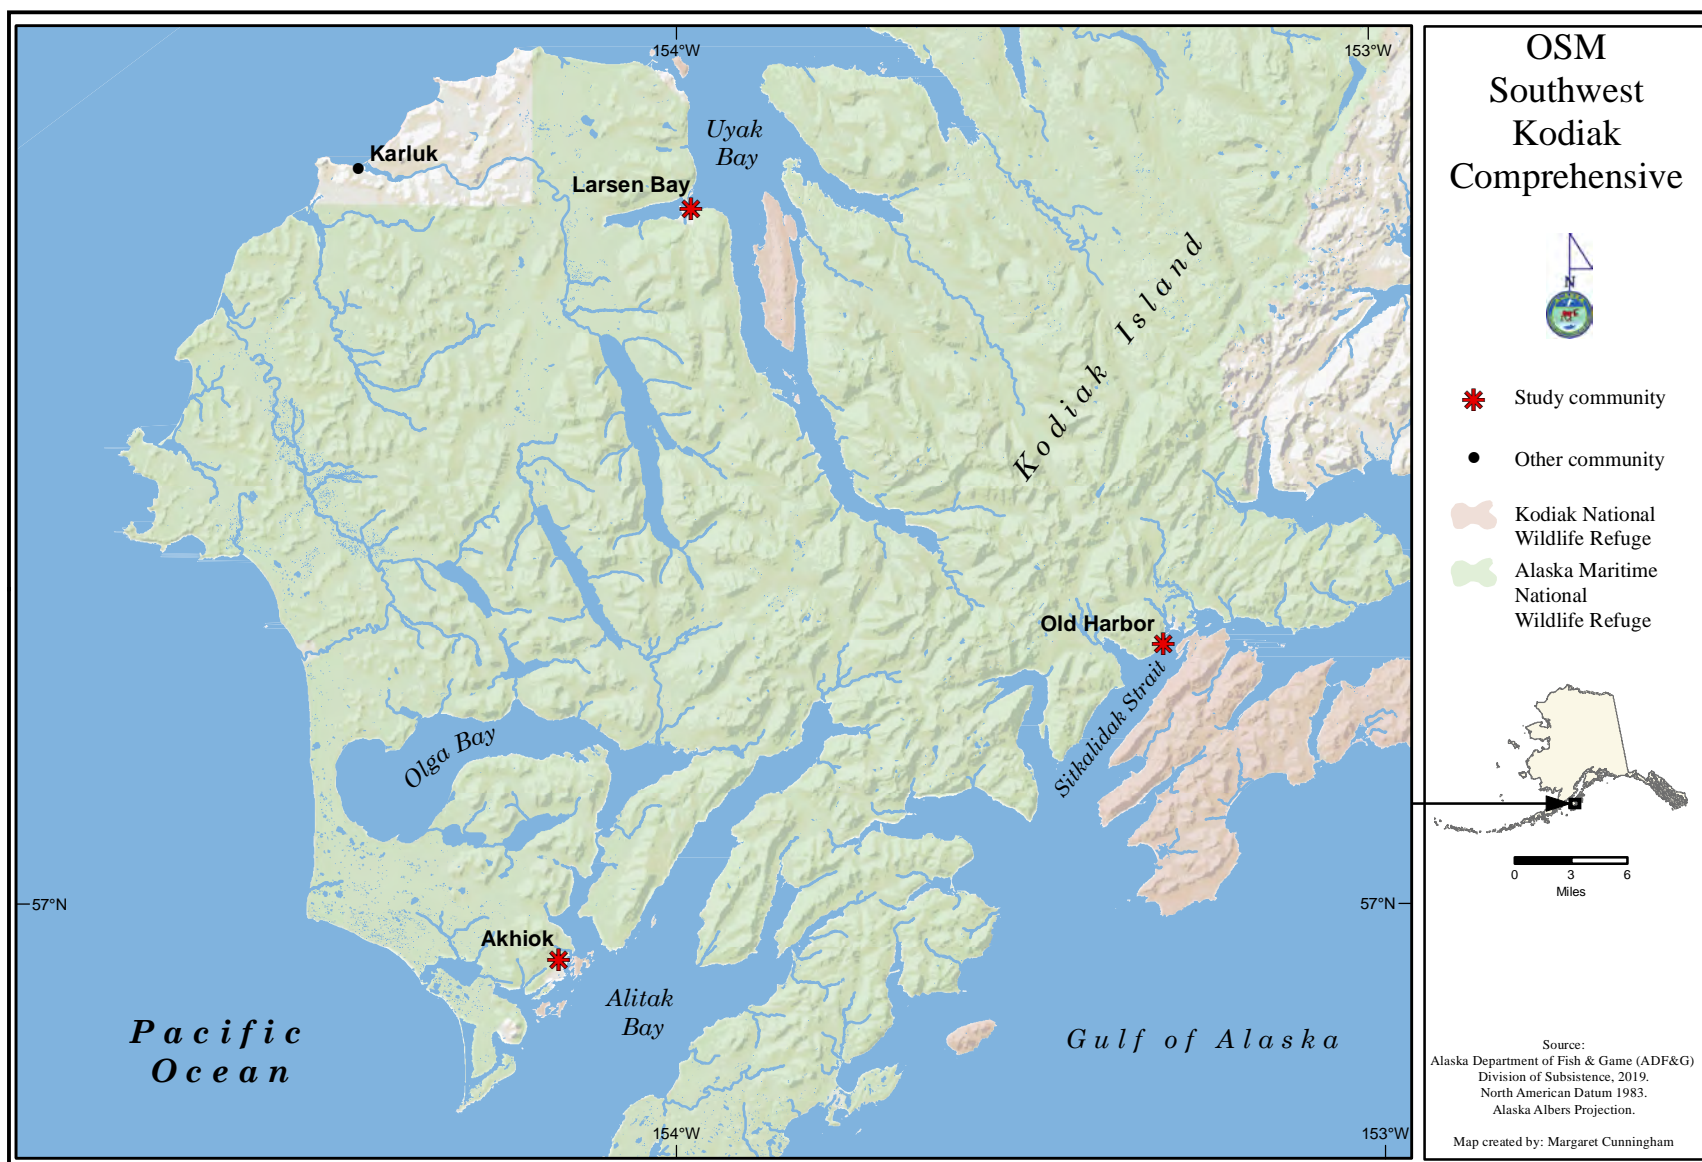 154°W
153°W
Uyak
Bay
Karluk
Larsen Bay
Kodiak Island
Old Harbor
Sitkalidak Strait
Olga Bay
57°N
57°N
Akhiok
Alitak
Bay
Pacific
Ocean
Gulf of Alaska
154°W
153°W
OSM
Southwest
Kodiak
Comprehensive
N
Study community
Other community
Kodiak National
Wildlife Refuge
Alaska Maritime
National
Wildlife Refuge
0 3 6
Miles
Source:
Alaska Department of Fish & Game (ADF&G)
Division of Subsistence, 2019.
North American Datum 1983.
Alaska Albers Projection.
Map created by: Margaret Cunningham